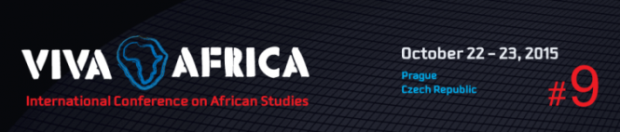 VIVA AFRICA
International Conference on African Studies
October 22 – 23, 2015
Prague
Czech Republic
#9